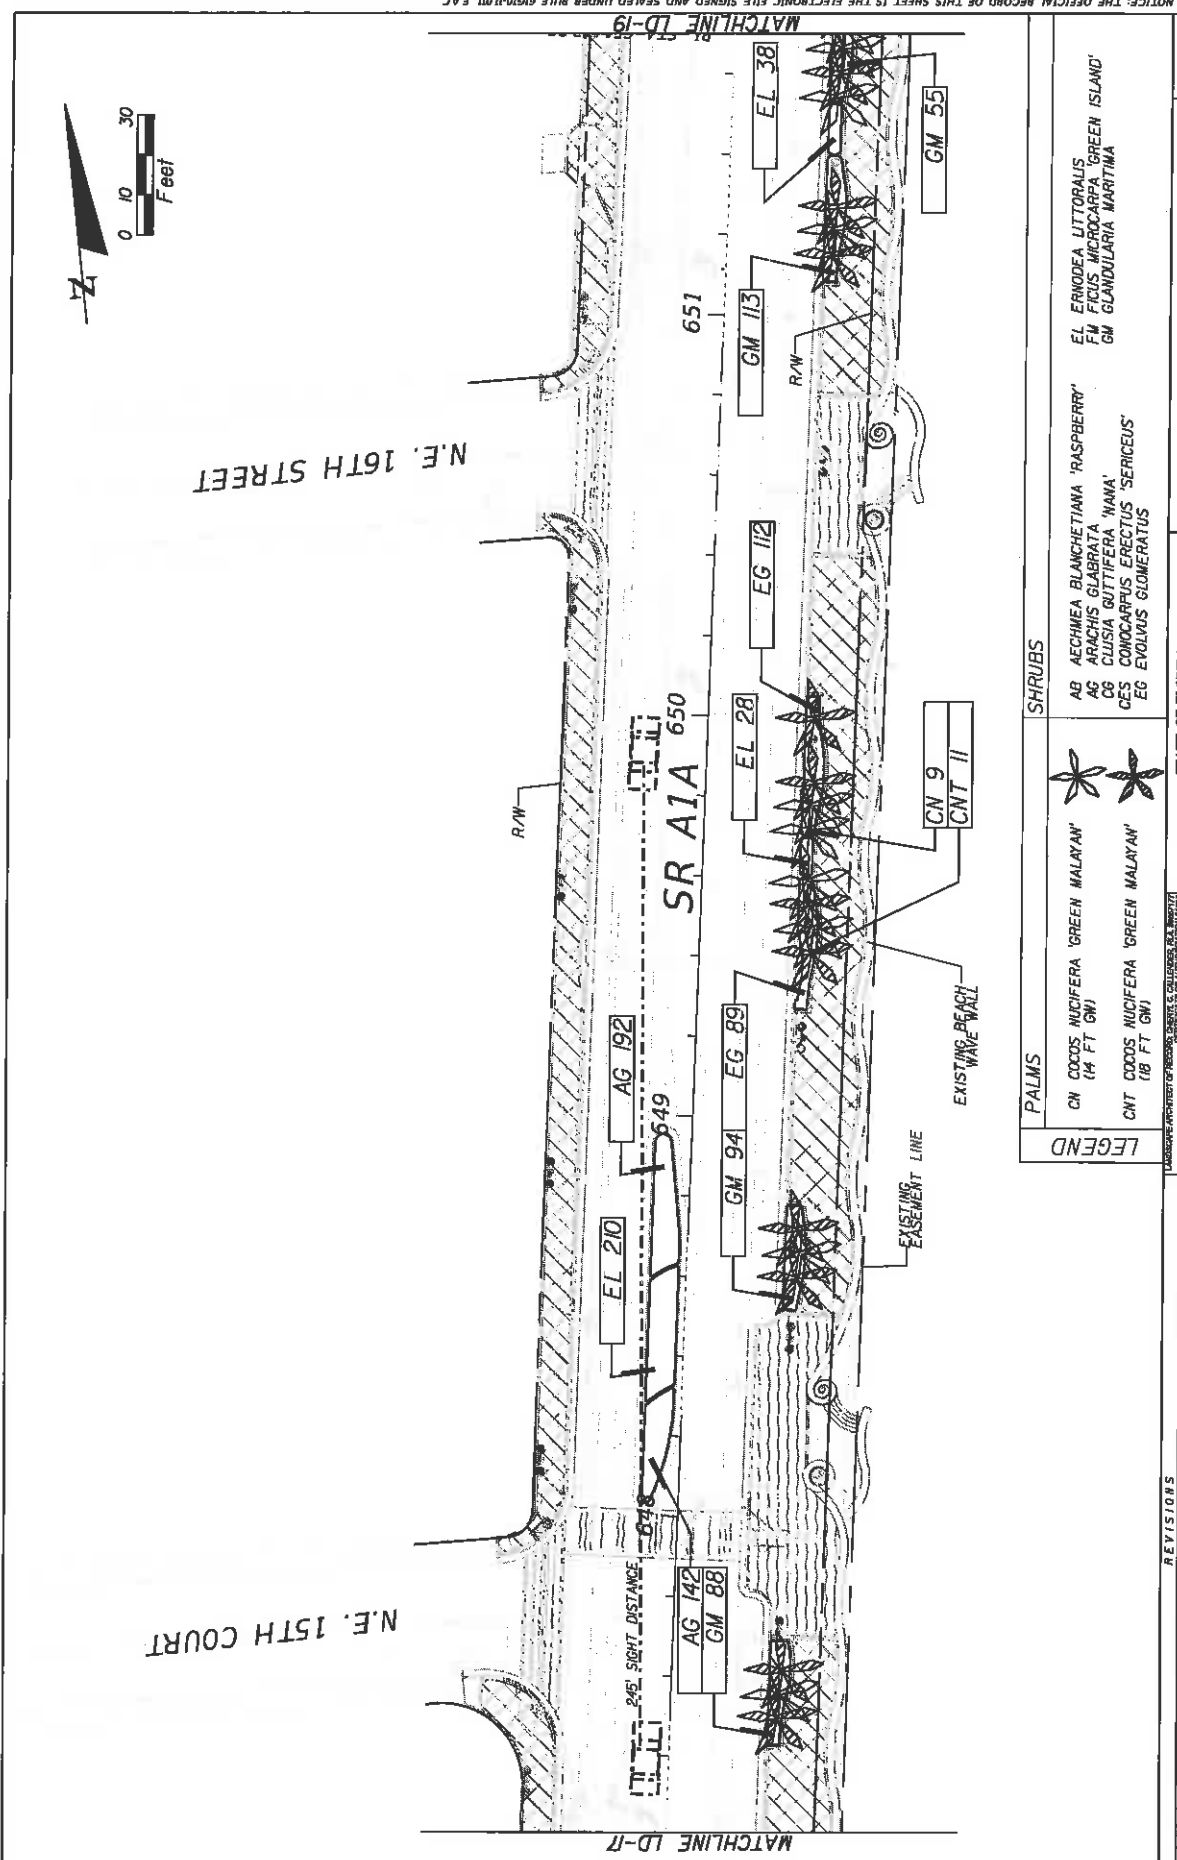 NOTICE: THE OFFICIAL RECORD OF THIS SHEET IS THE ELECTRONIC FILE SIGNED AND SEALED UNDER RULE
MATCHLINE LD-19
0 10 30
Feet
N
N.E. 16TH STREET
N.E. 15TH COURT
R/W
R/W
SR A1A
648
649
650
651
245' SIGHT DISTANCE
EL 38
GM 55
GM 113
EG 112
EL 28
CN 9
CNT 11
AG 192
EG 89
GM 94
EL 210
AG 142
GM 88
EXISTING BEACH
WAVE WALL
EXISTING
EASEMENT LINE
MATCHLINE LD-17
LEGEND
PALMS
CN COCOS NUCIFERA 'GREEN MALAYAN'
(14 FT GW)
CNT COCOS NUCIFERA 'GREEN MALAYAN'
(18 FT GW)
SHRUBS
AB AECHMEA BLANCHETIANA 'RASPBERRY'
AG ARACHIS GLABRATA
CG CLUSIA GUTTIFERA 'NANA'
CES CONOCARPUS ERECTUS 'SERICEUS'
EG EVOLVUS GLOMERATUS
EL ERNODEA LITTORALIS
FM FICUS MICROCARPA 'GREEN ISLAND'
GM GLANDULARIA MARITIMA
REVISIONS